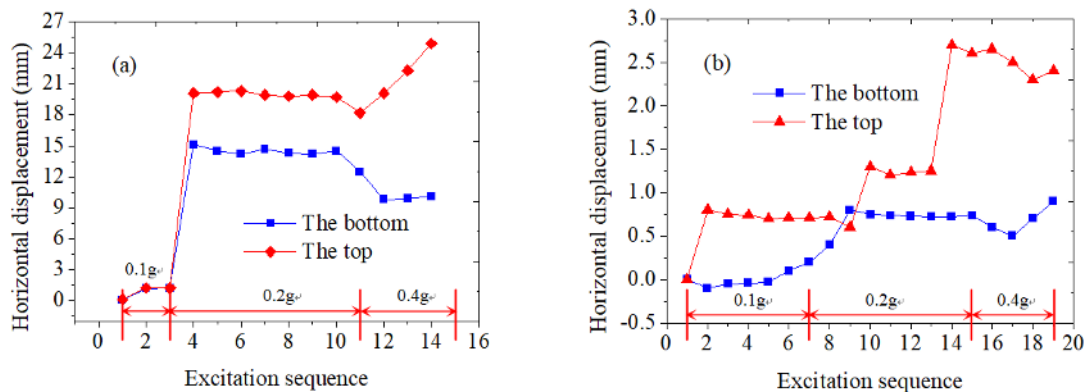 27
24
21
18
15
12
9
6
3
0
Horizontal displacement (mm)
(a)
The bottom
The top
0.1g
0.2g
0.4g
0 2 4 6 8 10 12 14 16
Excitation sequence
3.0
2.5
2.0
1.5
1.0
0.5
0.0
-0.5
Horizontal displacement (mm)
(b)
The bottom
The top
0.1g
0.2g
0.4g
0 2 4 6 8 10 12 14 16 18 20
Excitation sequence